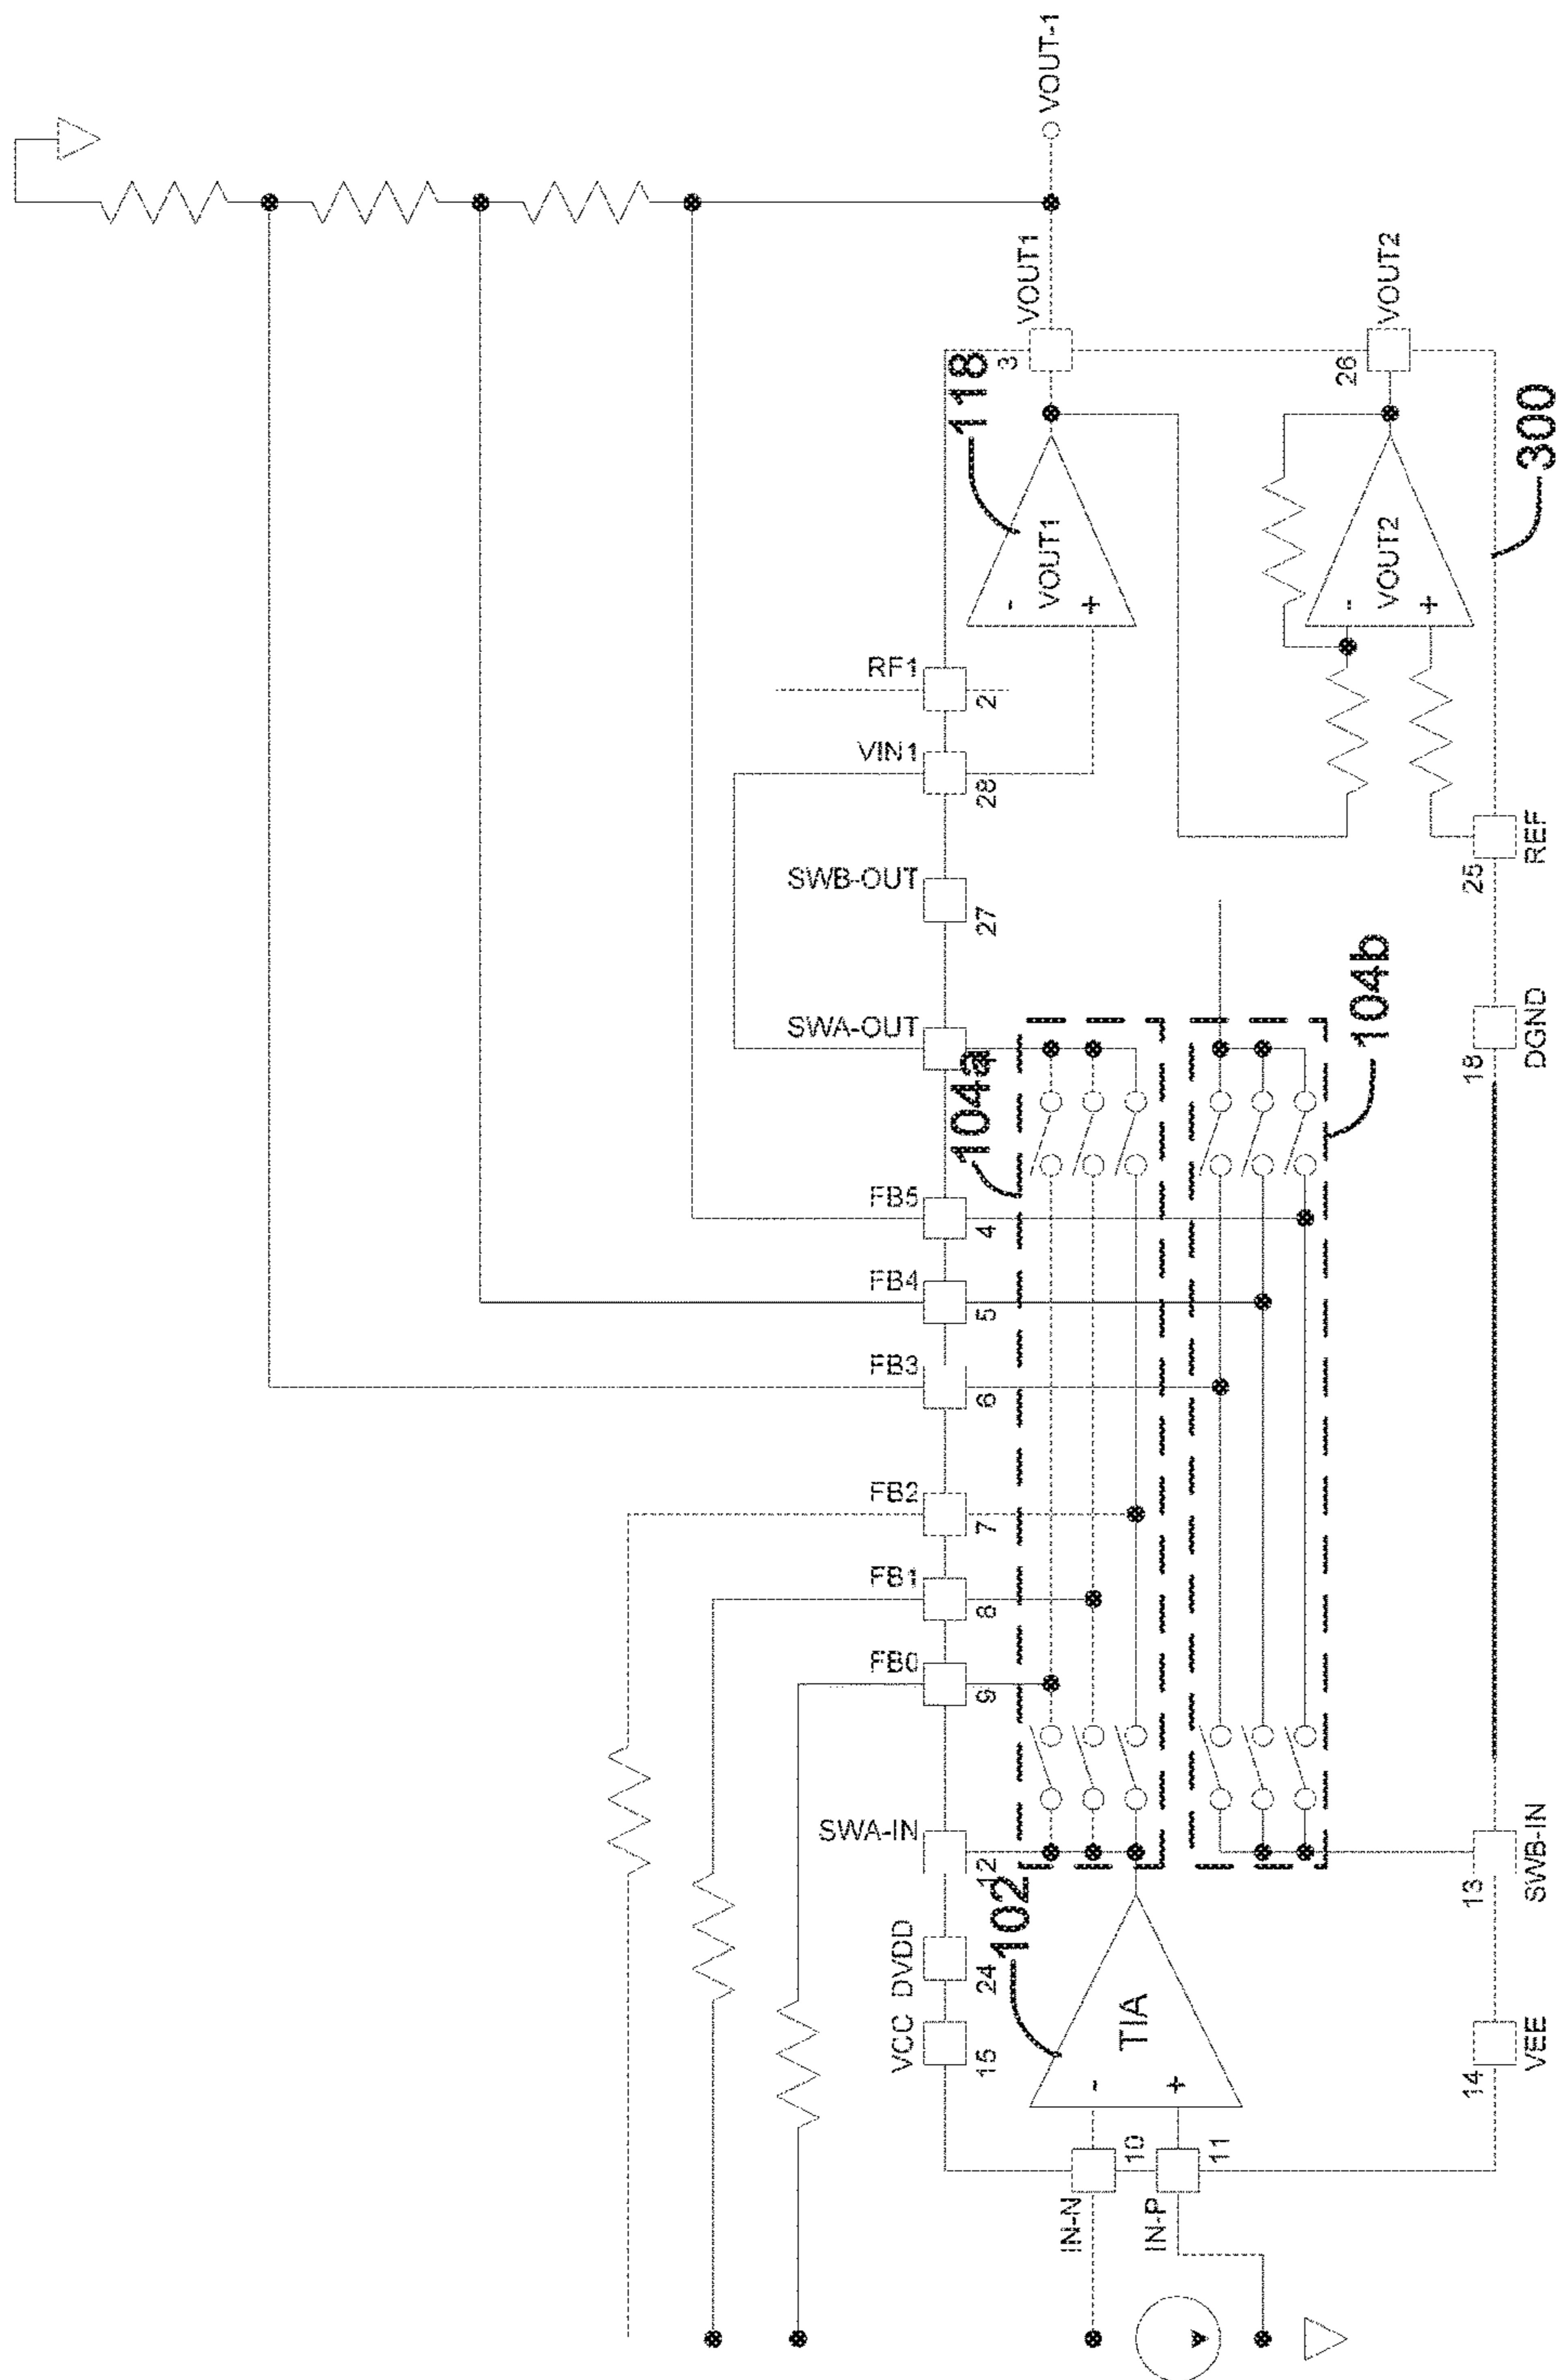 VOUT-1
VOUT1
3
118
VOUT2
26
300
-
VOUT1
+
-
VOUT2
+
RF1
2
VIN1
28
SWB-OUT
27
REF
25
SWA-OUT
104a
104b
DGND
18
FB5
4
FB4
5
FB3
6
FB2
7
FB1
8
FB0
9
SWA-IN
12
102
SWB-IN
13
DVDD
24
VCC
15
TIA
-
+
VEE
14
IN-N
10
IN-P
11